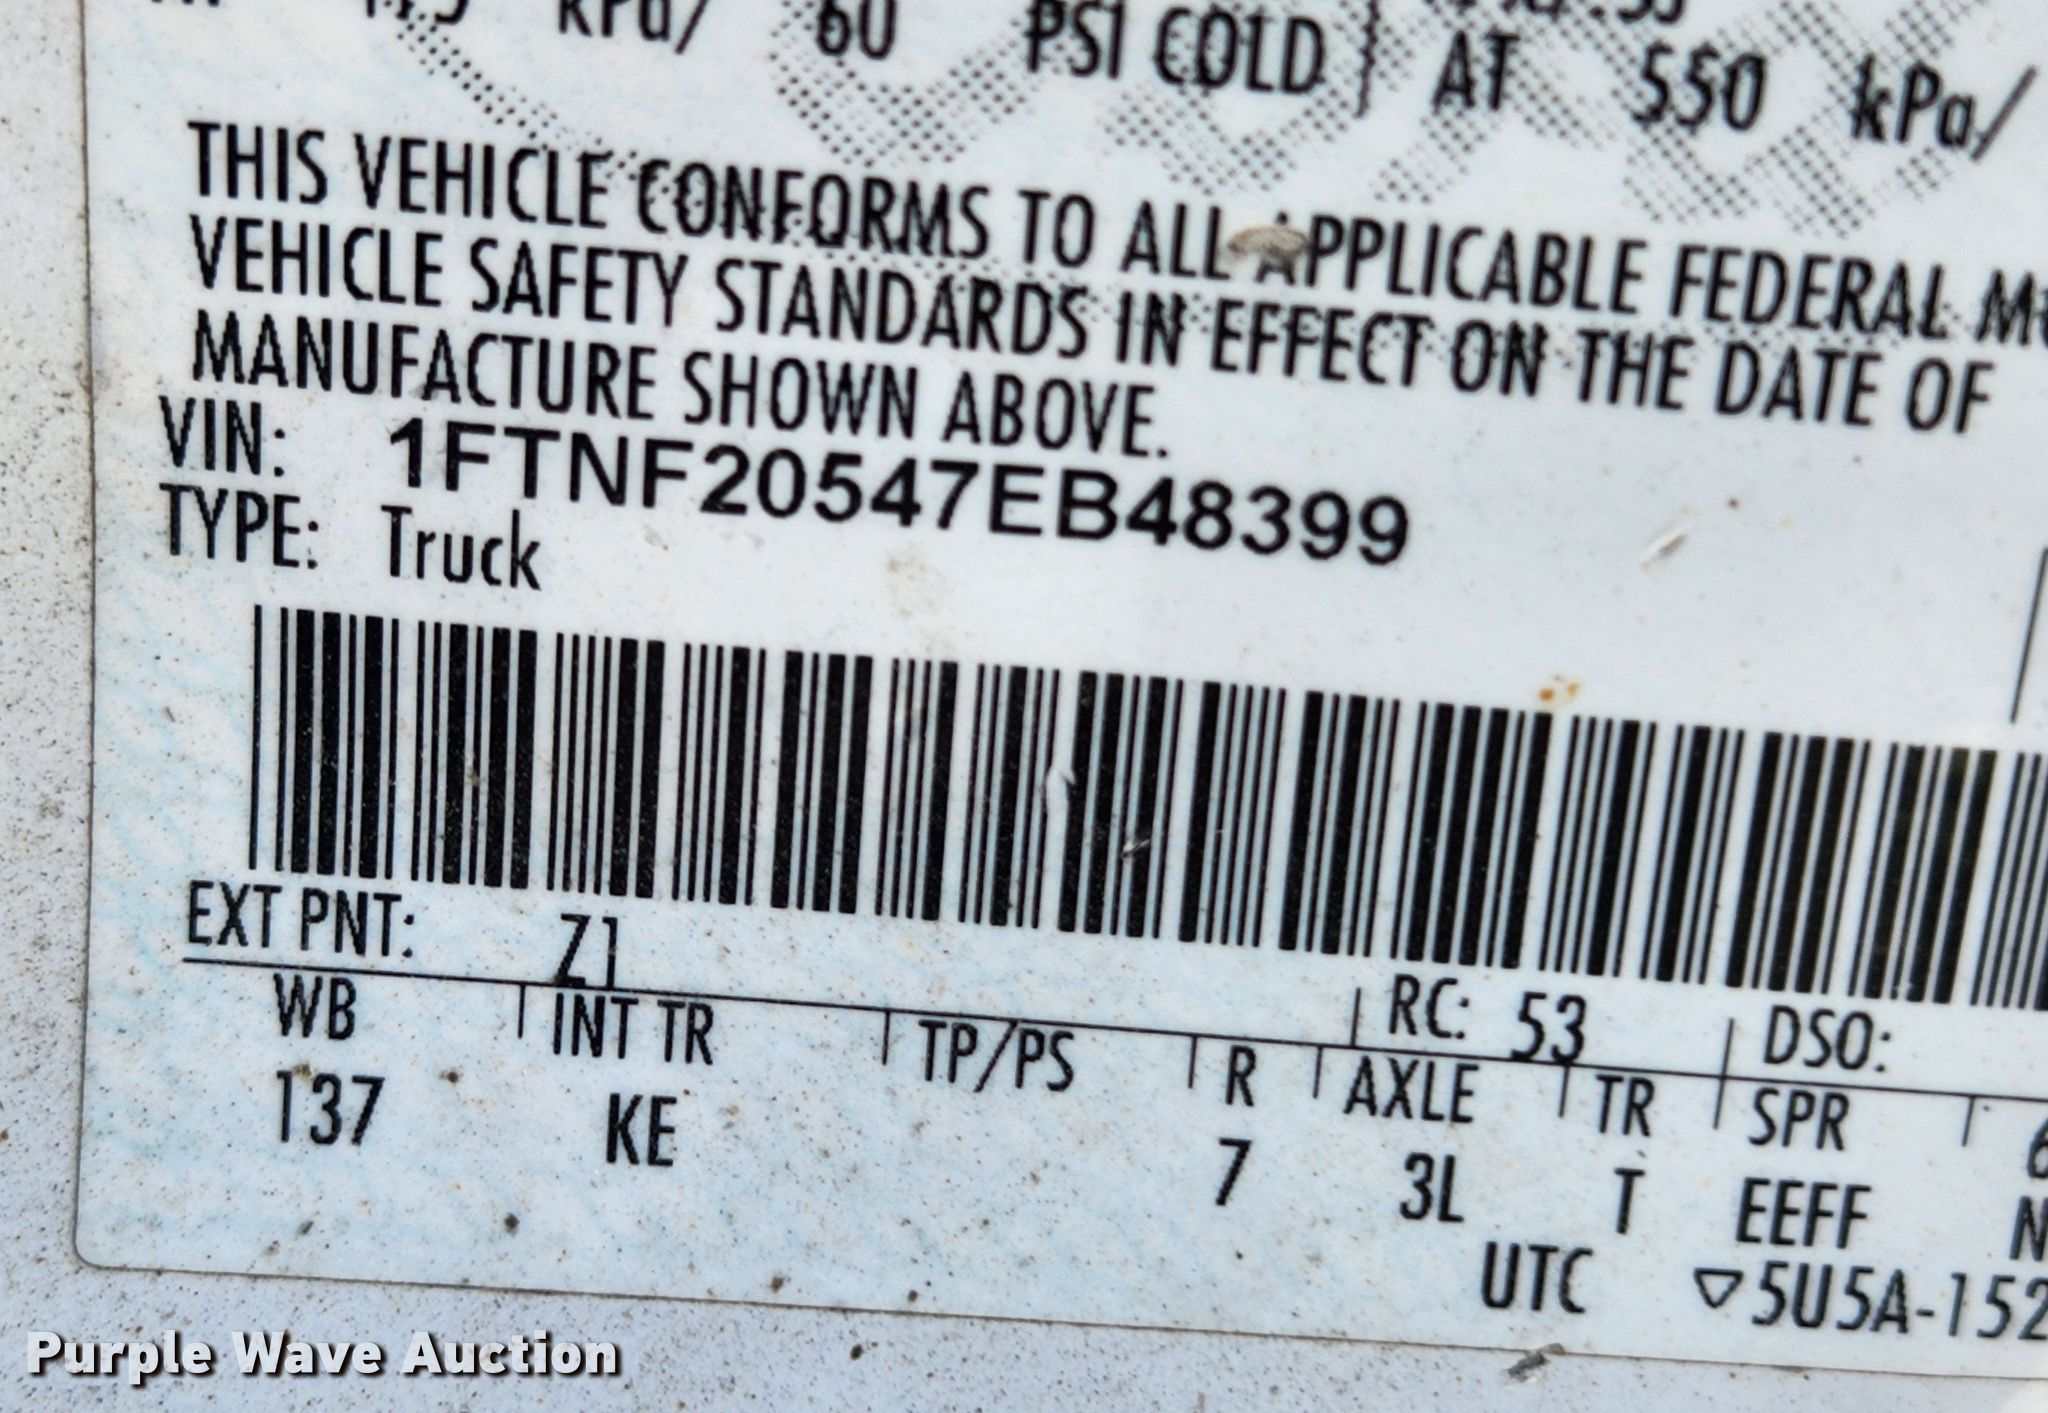 kPa/ 60 PSI COLD AT 550 kPa/
THIS VEHICLE CONFORMS TO ALL APPLICABLE FEDERAL
VEHICLE SAFETY STANDARDS IN EFFECT ON THE DATE OF
MANUFACTURE SHOWN ABOVE.
VIN: 1FTNF20547EB48399
TYPE: Truck
EXT PNT: Z1 RC: 53 DSO:
WB INT TR TP/PS R AXLE TR SPR
137 KE 7 3L T EEFF
UTC ▽5U5A-152
Purple Wave Auction